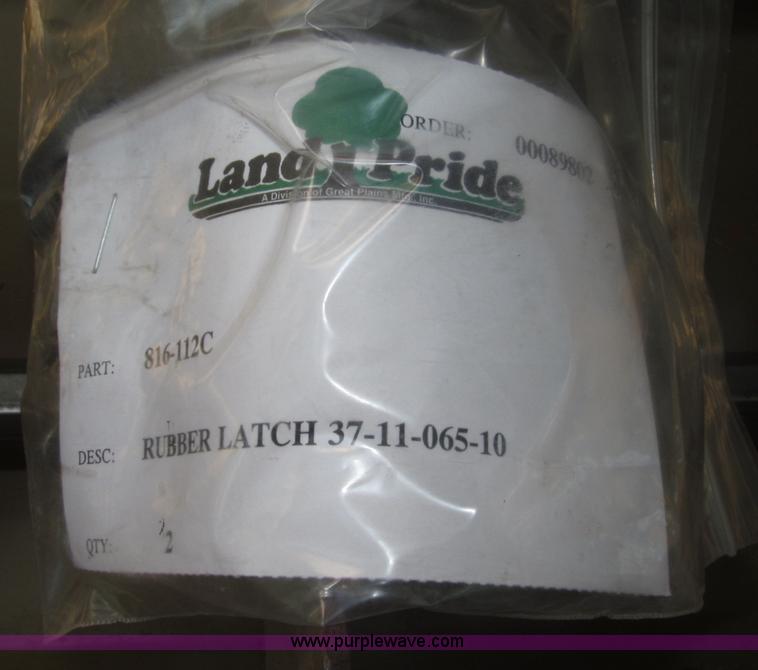 ORDER: 00089802
Land Pride
A Division of Great Plains Mfg., Inc.
PART: 816-112C
DESC: RUBBER LATCH 37-11-065-10
QTY: 2
www.purplewave.com